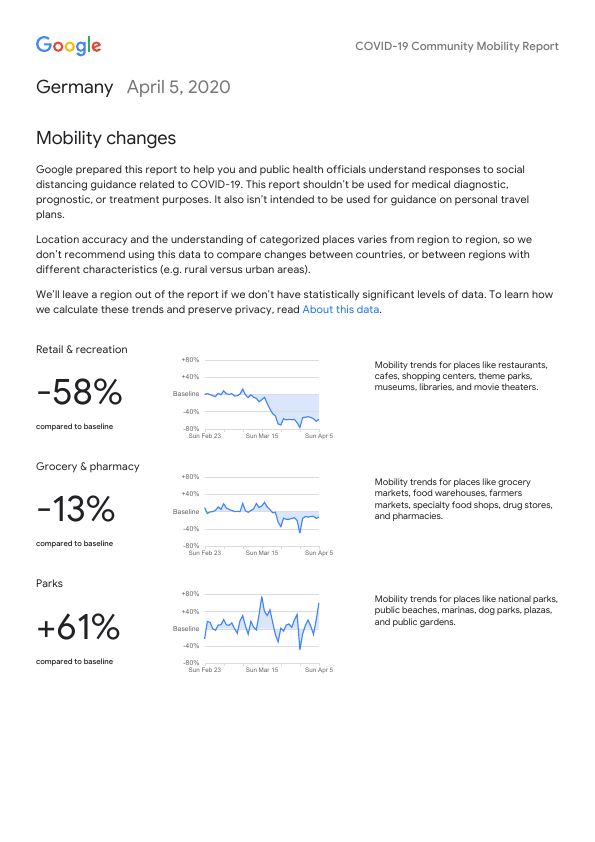 Google
COVID-19 Community Mobility Report
Germany April 5, 2020
Mobility changes
Google prepared this report to help you and public health officials understand responses to social
distancing guidance related to COVID-19. This report shouldn't be used for medical diagnostic,
prognostic, or treatment purposes. It also isn't intended to be used for guidance on personal travel
plans.
Location accuracy and the understanding of categorized places varies from region to region, so we
don't recommend using this data to compare changes between countries, or between regions with
different characteristics (e.g. rural versus urban areas).
We'll leave a region out of the report if we don't have statistically significant levels of data. To learn how
we calculate these trends and preserve privacy, read About this data.
Retail & recreation
-58%
compared to baseline
+80%
+40%
Baseline
-40%
-80%
Sun Feb 23 Sun Mar 15 Sun Apr 5
Mobility trends for places like restaurants,
cafes, shopping centers, theme parks,
museums, libraries, and movie theaters.
Grocery & pharmacy
-13%
compared to baseline
+80%
+40%
Baseline
-40%
-80%
Sun Feb 23 Sun Mar 15 Sun Apr 5
Mobility trends for places like grocery
markets, food warehouses, farmers
markets, specialty food shops, drug stores,
and pharmacies.
Parks
+61%
compared to baseline
+80%
+40%
Baseline
-40%
-80%
Sun Feb 23 Sun Mar 15 Sun Apr 5
Mobility trends for places like national parks,
public beaches, marinas, dog parks, plazas,
and public gardens.